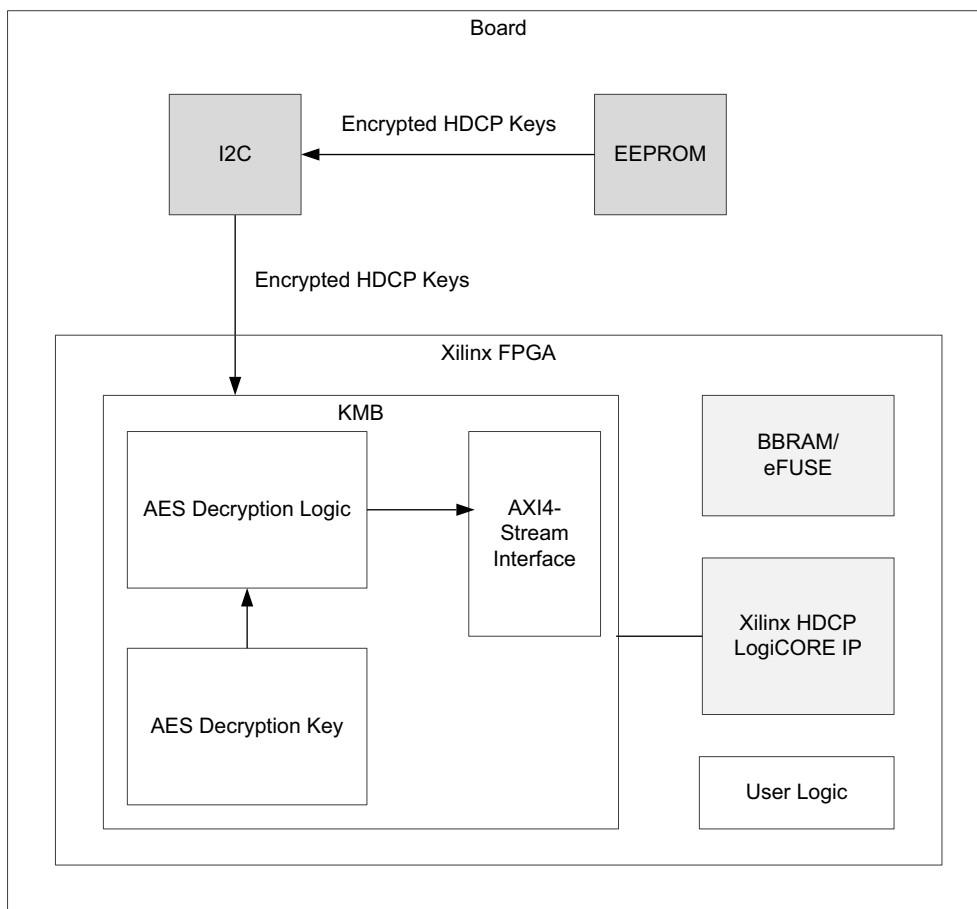 Board
Encrypted HDCP Keys
I2C
EEPROM
Encrypted HDCP Keys
Xilinx FPGA
KMB
AES Decryption Logic
AXI4-
Stream
Interface
BBRAM/
eFUSE
Xilinx HDCP
LogiCORE IP
AES Decryption Key
User Logic